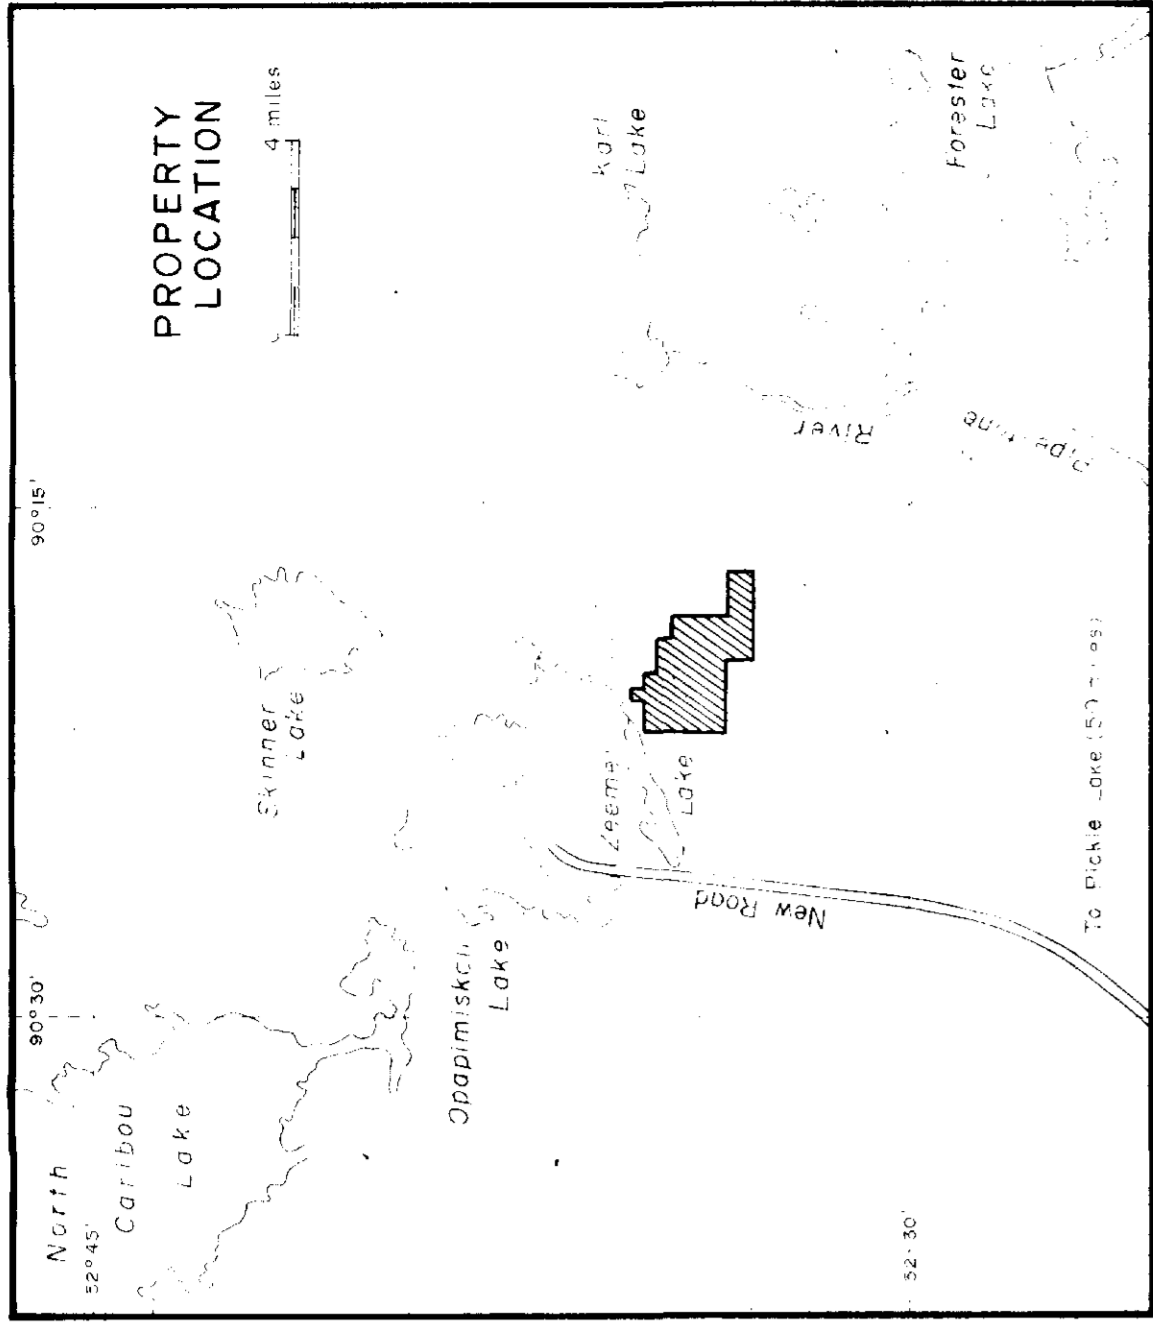 PROPERTY
LOCATION
4 miles
North
Caribou
Lake
52°45'
90°30'
90°15'
Skinner
Lake
Lake
Lake
New Road
Karl
Lake
River
Forester
Lake
52°30'
To Pickle Lake